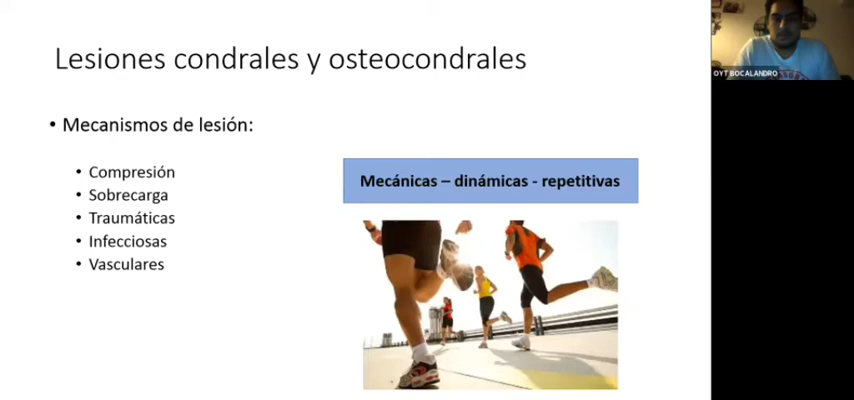 Lesiones condrales y osteocondrales
• Mecanismos de lesión:
• Compresión
• Sobrecarga
• Traumáticas
• Infecciosas
• Vasculares
Mecánicas – dinámicas - repetitivas
OYT BOCALANDRO